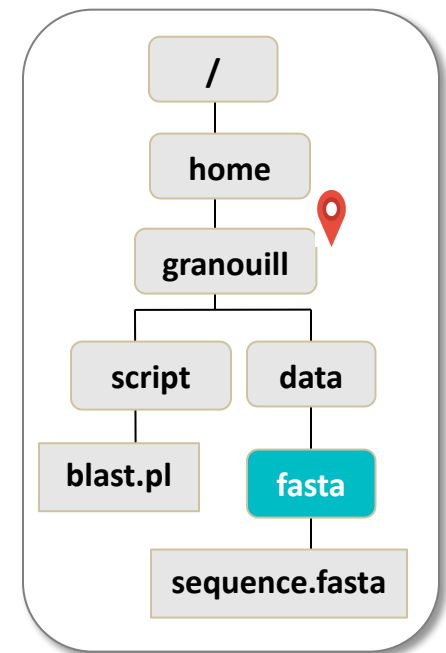 /
home
granouill
script data
blast.pl fasta
sequence.fasta